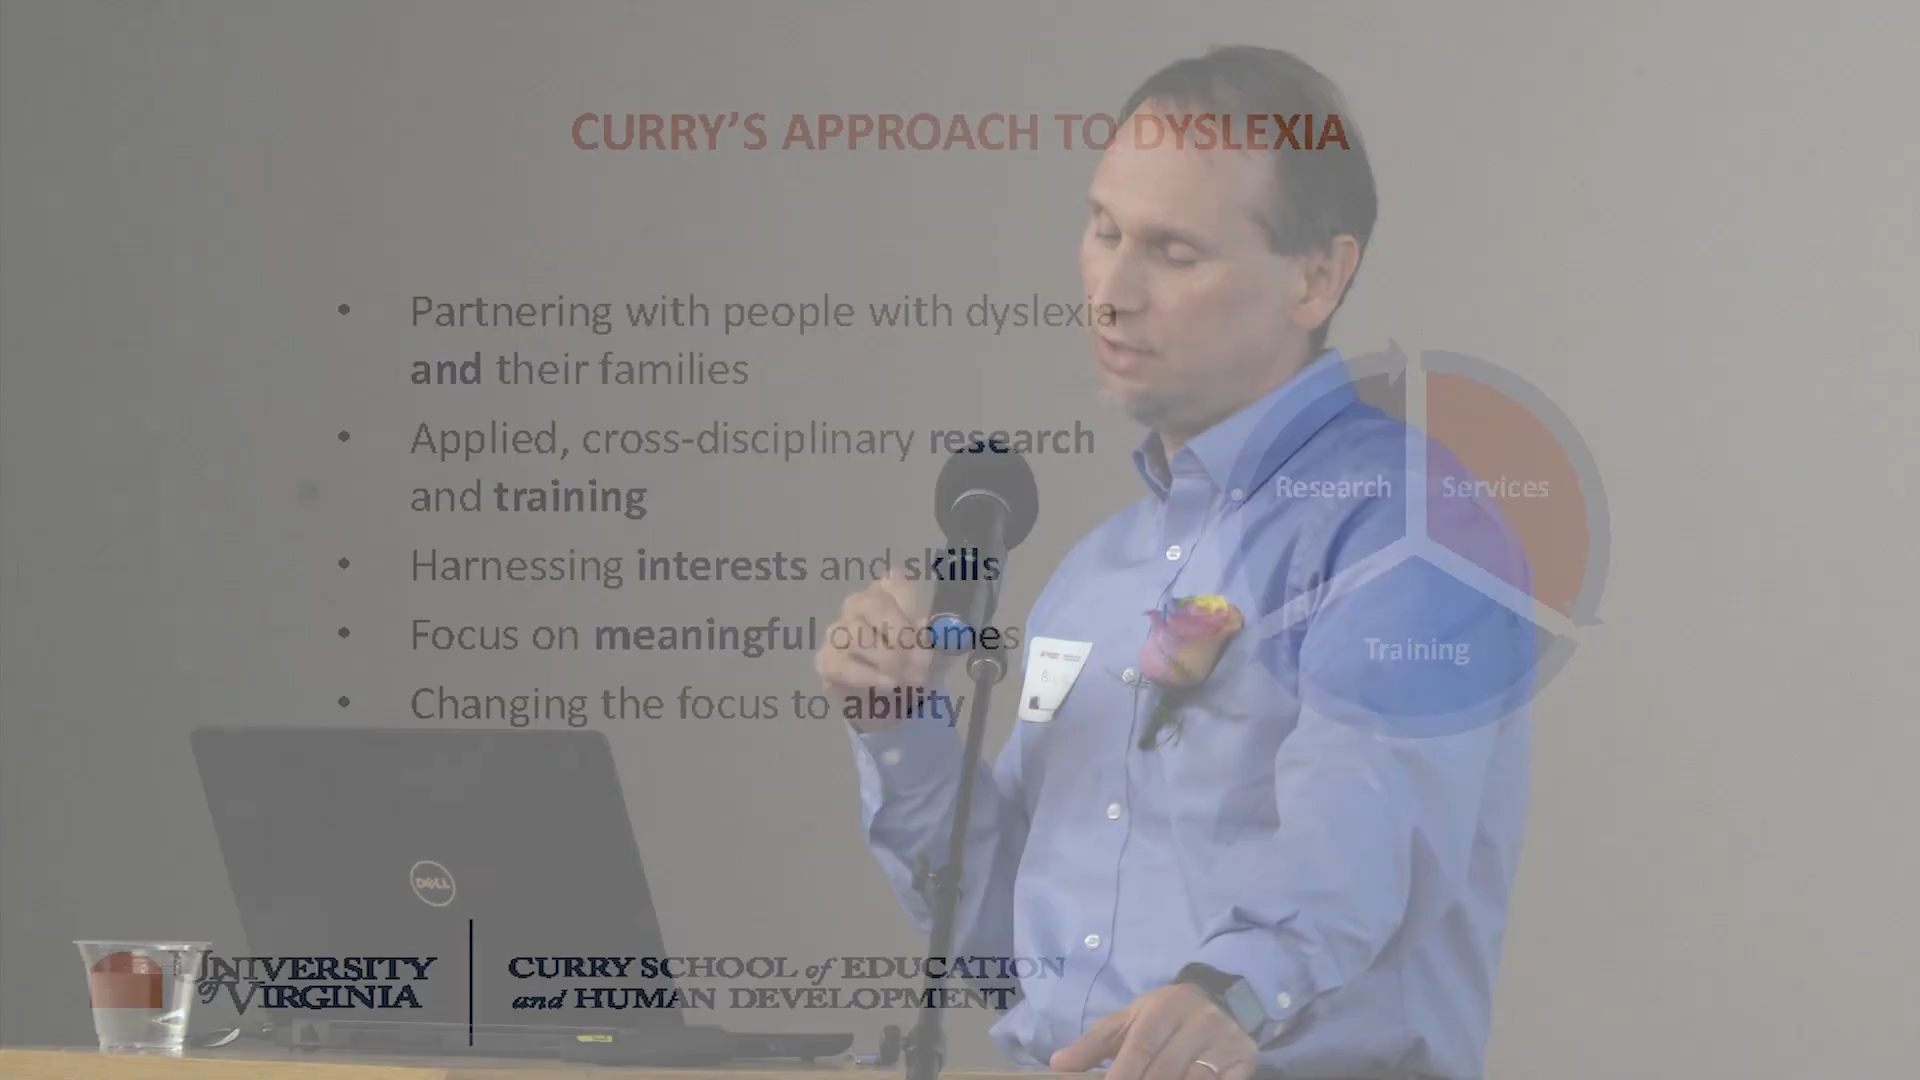 CURRY'S APPROACH TO DYSLEXIA
• Partnering with people with dyslexia
and their families
• Applied, cross-disciplinary research
and training
• Harnessing interests and skills
• Focus on meaningful outcomes
• Changing the focus to ability
Research
Services
Training
DELL
UNIVERSITY
of VIRGINIA
CURRY SCHOOL of EDUCATION
and HUMAN DEVELOPMENT